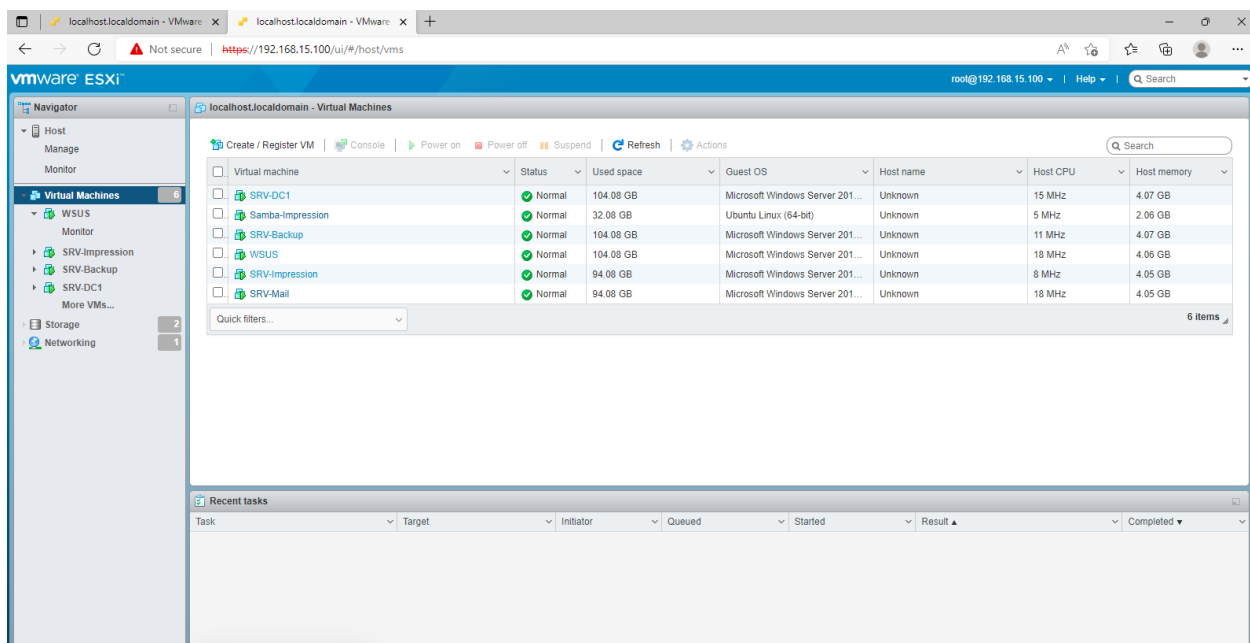 localhost.localdomain - VMware localhost.localdomain - VMware
Not secure https://192.168.15.100/ui/#/host/vms
vmware ESXi™ root@192.168.15.100 | Help | Search
Navigator
Host
Manage
Monitor
Virtual Machines 6
WSUS
Monitor
SRV-Impression
SRV-Backup
SRV-DC1
More VMs...
Storage 2
Networking 1
localhost.localdomain - Virtual Machines
Create / Register VM | Console | Power on Power off Suspend | Refresh | Actions Search
Virtual machine Status Used space Guest OS Host name Host CPU Host memory
SRV-DC1 Normal 104.08 GB Microsoft Windows Server 201... Unknown 15 MHz 4.07 GB
Samba-Impression Normal 32.08 GB Ubuntu Linux (64-bit) Unknown 5 MHz 2.06 GB
SRV-Backup Normal 104.08 GB Microsoft Windows Server 201... Unknown 11 MHz 4.07 GB
WSUS Normal 104.08 GB Microsoft Windows Server 201... Unknown 18 MHz 4.06 GB
SRV-Impression Normal 94.08 GB Microsoft Windows Server 201... Unknown 8 MHz 4.05 GB
SRV-Mail Normal 94.08 GB Microsoft Windows Server 201... Unknown 18 MHz 4.05 GB
Quick filters... 6 items
Recent tasks
Task Target Initiator Queued Started Result Completed